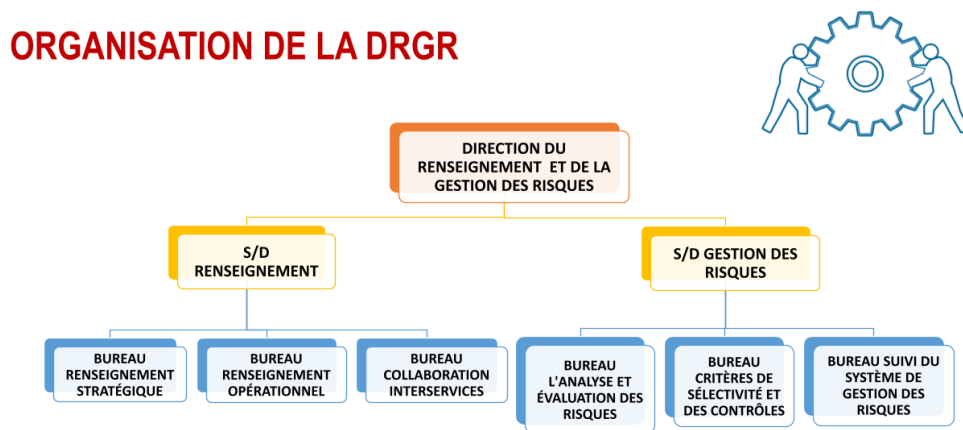 ORGANISATION DE LA DRGR
DIRECTION DU
RENSEIGNEMENT ET DE LA
GESTION DES RISQUES
S/D
RENSEIGNEMENT
S/D GESTION DES
RISQUES
BUREAU
RENSEIGNEMENT
STRATÉGIQUE
BUREAU
RENSEIGNEMENT
OPÉRATIONNEL
BUREAU
COLLABORATION
INTERSERVICES
BUREAU
L'ANALYSE ET
ÉVALUATION DES
RISQUES
BUREAU
CRITÈRES DE
SÉLECTIVITÉ ET
DES CONTRÔLES
BUREAU SUIVI DU
SYSTÈME DE
GESTION DES
RISQUES